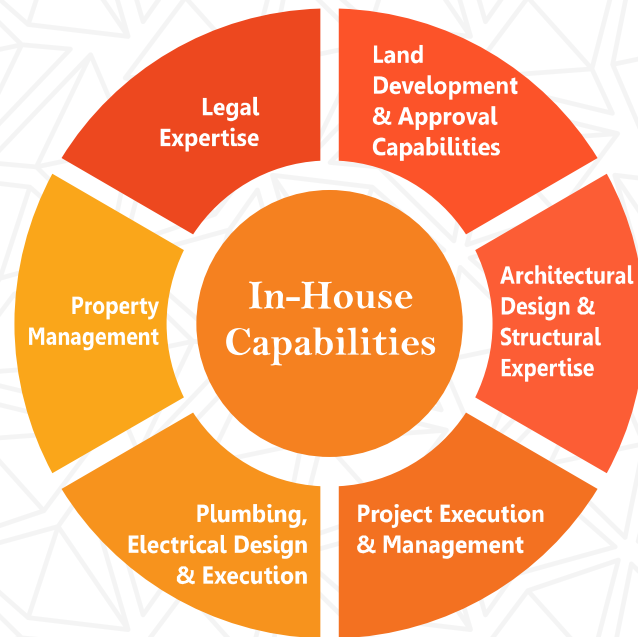 In-House
Capabilities
Land
Development
& Approval
Capabilities
Architectural
Design &
Structural
Expertise
Project Execution
& Management
Plumbing,
Electrical Design
& Execution
Property
Management
Legal
Expertise